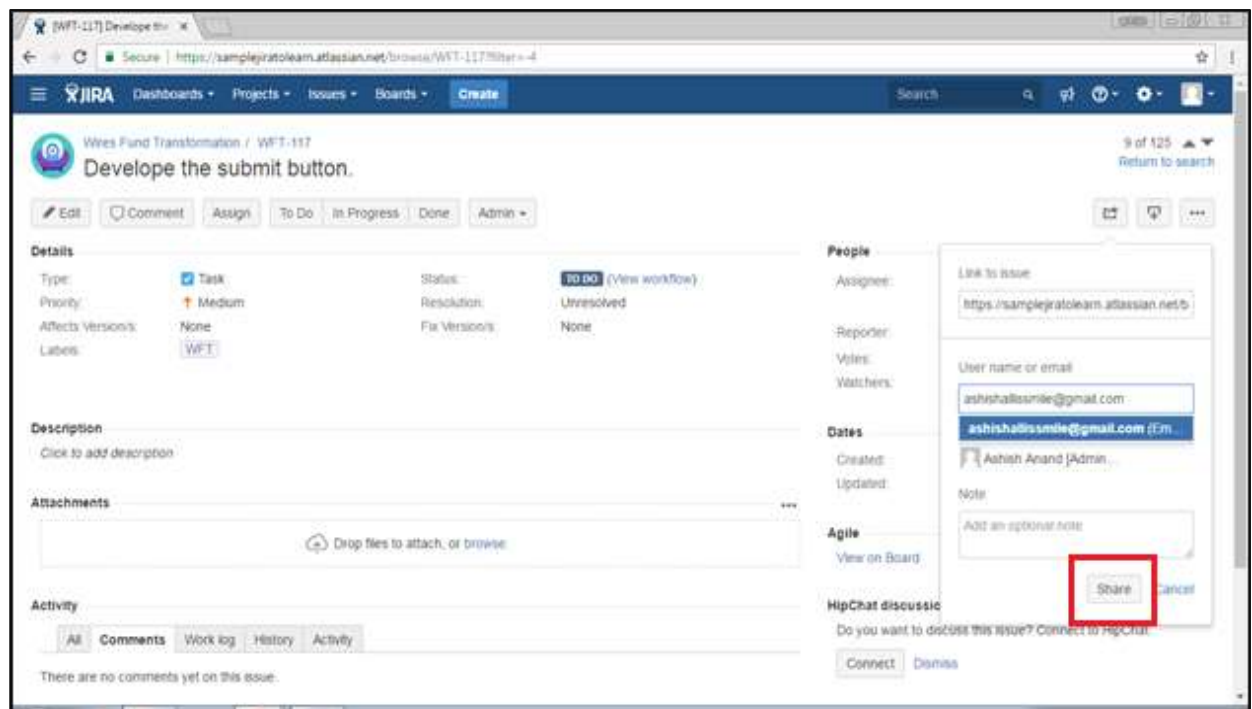 [WFT-117] Develope the
Secure | https://samplejiratolearn.atlassian.net/browse/WFT-117?filter=-4
JIRA Dashboards Projects Issues Boards Create Search
Wires Fund Transformation / WFT-117 9 of 125
Develope the submit button. Return to search
Edit Comment Assign To Do In Progress Done Admin
Details People
Type: Task Status: TO DO (View workflow) Assignee: Link to issue
Priority: Medium Resolution: Unresolved https://samplejiratolearn.atlassian.net/b
Affects Version/s: None Fix Version/s: None Reporter:
Labels: WFT Votes: User name or email
Watchers:
ashishallissmile@gmail.com
Description Dates ashishallissmile@gmail.com (Em...
Click to add description Created: Ashish Anand [Admin...
Updated: Note
Attachments ...
Add an optional note
Drop files to attach, or browse. Agile
View on Board
Share Cancel
Activity HipChat discussio
All Comments Work log History Activity Do you want to discuss this issue? Connect to HipChat.
There are no comments yet on this issue. Connect Dismiss